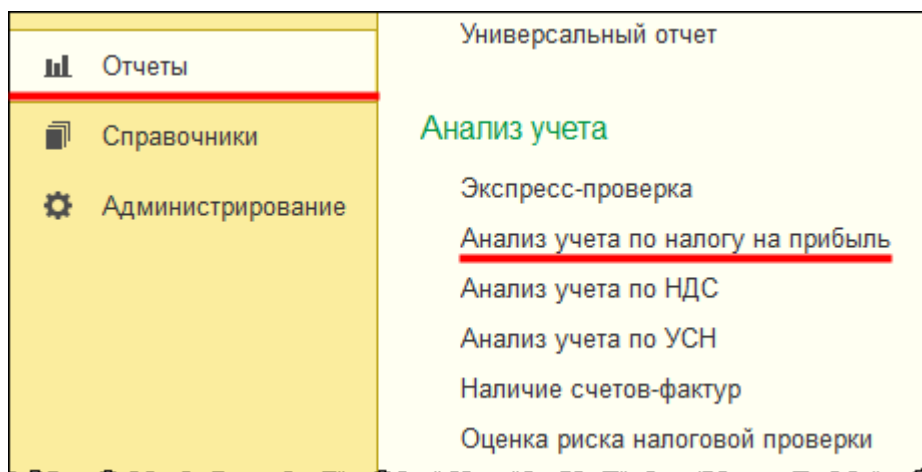 Отчеты
Справочники
Администрирование
Универсальный отчет
Анализ учета
Экспресс-проверка
Анализ учета по налогу на прибыль
Анализ учета по НДС
Анализ учета по УСН
Наличие счетов-фактур
Оценка риска налоговой проверки